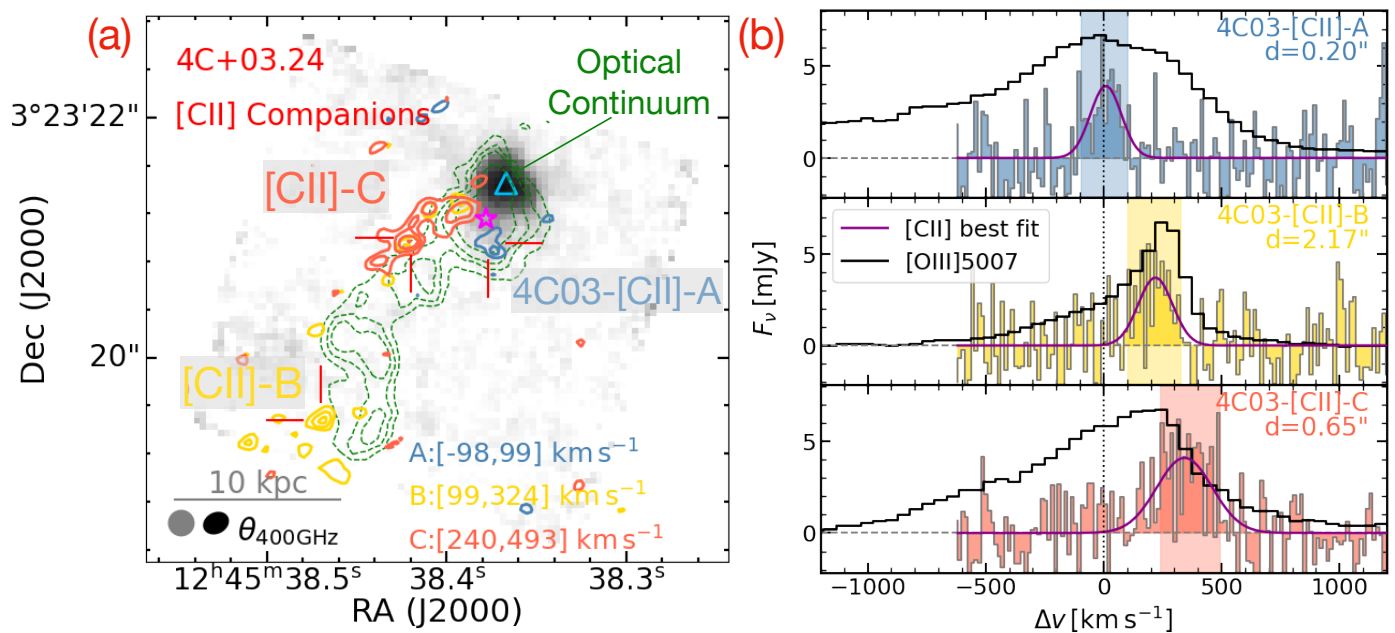 (a)
4C+03.24
[CII] Companions
Optical
Continuum
[CII]-C
4C03-[CII]-A
[CII]-B
A:[-98,99] km s⁻¹
B:[99,324] km s⁻¹
C:[240,493] km s⁻¹
10 kpc
θ400GHz
3°23'22"
20"
Dec (J2000)
12ʰ45ᵐ38.5ˢ
38.4ˢ
38.3ˢ
RA (J2000)
(b)
4C03-[CII]-A
d=0.20"
5
0
4C03-[CII]-B
d=2.17"
[CII] best fit
[OIII]5007
5
0
4C03-[CII]-C
d=0.65"
5
0
Fν [mJy]
−1000
−500
0
500
1000
Δv [km s⁻¹]